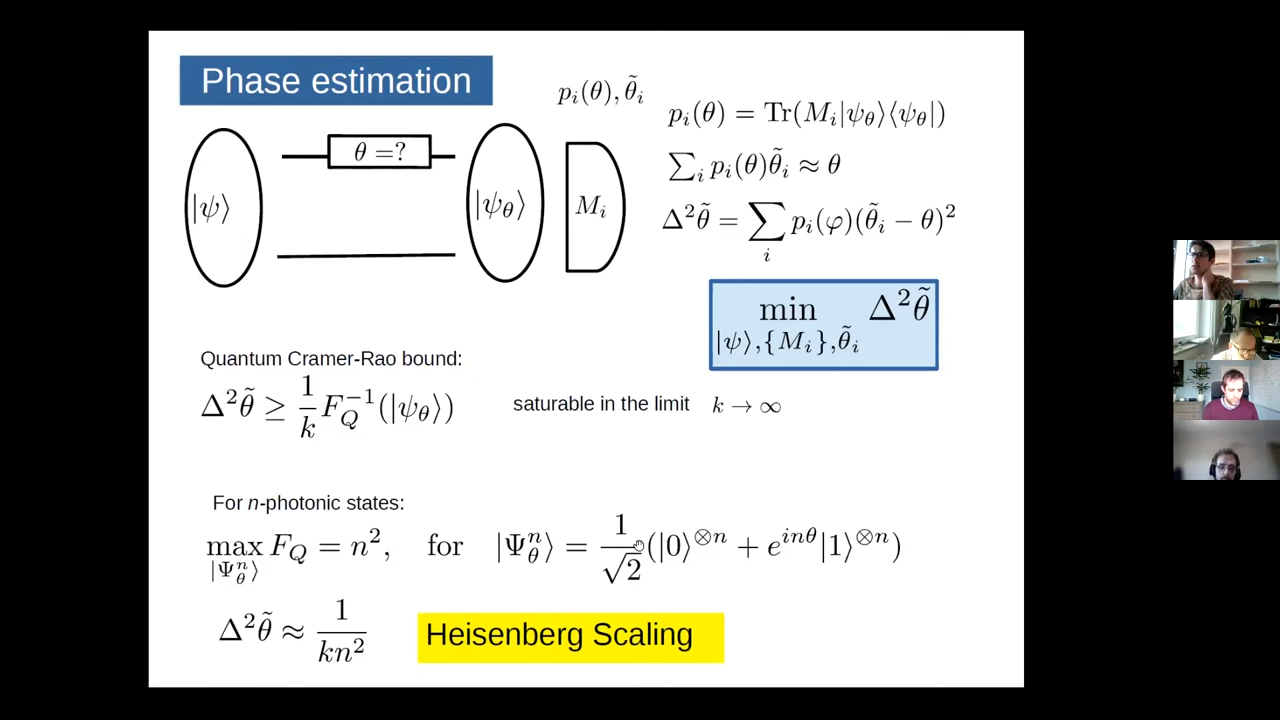 Phase estimation
p_i(θ), θ̃_i
p_i(θ) = Tr(M_i|ψ_θ⟩⟨ψ_θ|)
θ =?
∑_i p_i(θ)θ̃_i ≈ θ
|ψ⟩
|ψ_θ⟩
M_i
Δ²θ̃ = ∑_i p_i(φ)(θ̃_i − θ)²
min_{|ψ⟩,{M_i},θ̃_i} Δ²θ̃
Quantum Cramer-Rao bound:
Δ²θ̃ ≥ 1/k F_Q^{-1}(|ψ_θ⟩)
saturable in the limit k → ∞
For n-photonic states:
max_{|Ψ_θ^n⟩} F_Q = n², for |Ψ_θ^n⟩ = 1/√2 (|0⟩^{⊗n} + e^{inθ}|1⟩^{⊗n})
Δ²θ̃ ≈ 1/kn²
Heisenberg Scaling